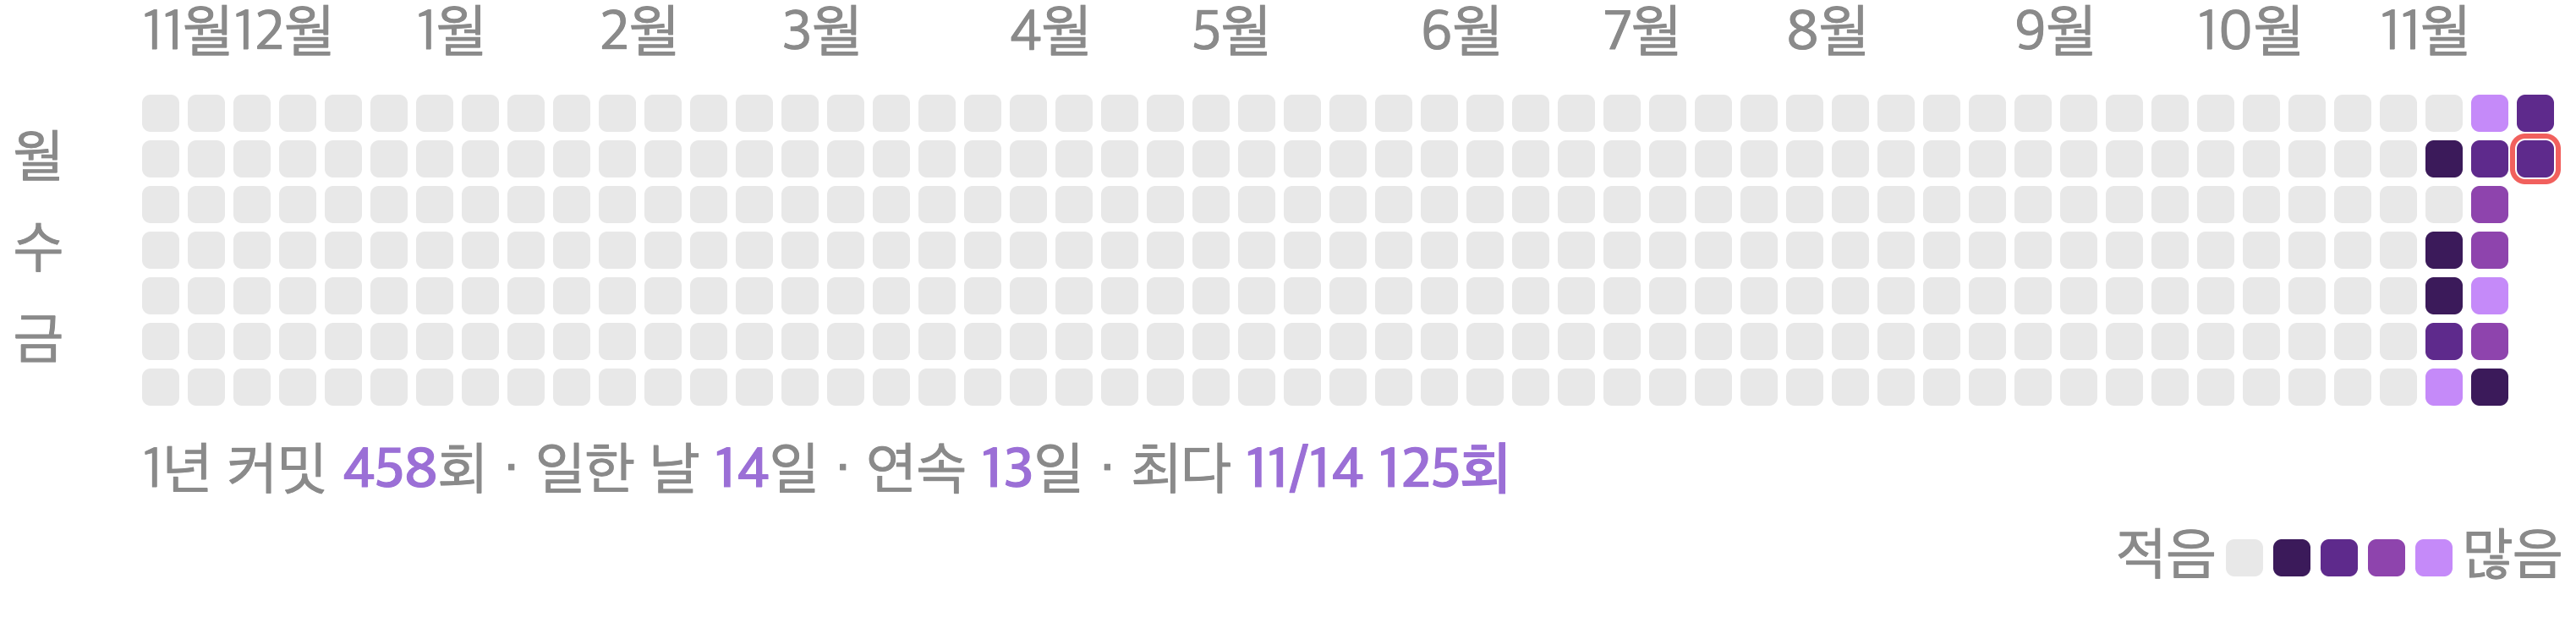 11월 12월 1월 2월 3월 4월 5월 6월 7월 8월 9월 10월 11월
월
수
금
1년 커밋 458회 · 일한 날 14일 · 연속 13일 · 최다 11/14 125회
적음 많음